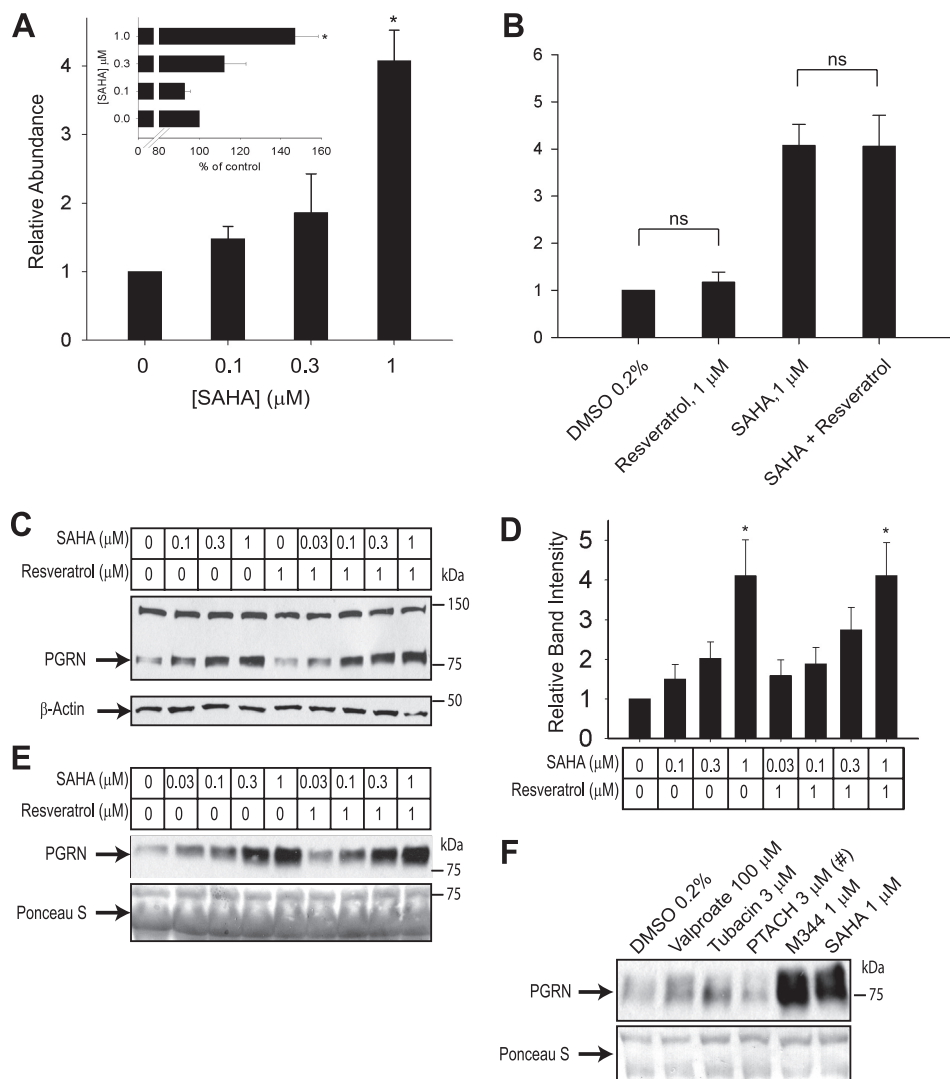 A
Relative Abundance
4
3
2
1
0
*
[SAHA] µM
1.0
0.3
0.1
0.0
*
0 80 100 120 140 160
% of control
0 0.1 0.3 1
[SAHA] (µM)
B
6
5
4
3
2
1
0
ns
ns
DMSO 0.2%
Resveratrol, 1 µM
SAHA, 1 µM
SAHA + Resveratrol
C
SAHA (µM) 0 0.1 0.3 1 0 0.03 0.1 0.3 1
Resveratrol (µM) 0 0 0 0 1 1 1 1 1
kDa
150
PGRN
75
50
β-Actin
D
Relative Band Intensity
5
4
3
2
1
0
* *
SAHA (µM) 0 0.1 0.3 1 0.03 0.1 0.3 1
Resveratrol (µM) 0 0 0 0 1 1 1 1
E
SAHA (µM) 0 0.03 0.1 0.3 1 0.03 0.1 0.3 1
Resveratrol (µM) 0 0 0 0 0 1 1 1 1
PGRN
kDa
75
75
Ponceau S
F
DMSO 0.2%
Valproate 100 µM
Tubacin 3 µM
PTACH 3 µM (#)
M344 1 µM
SAHA 1 µM
kDa
PGRN
75
Ponceau S